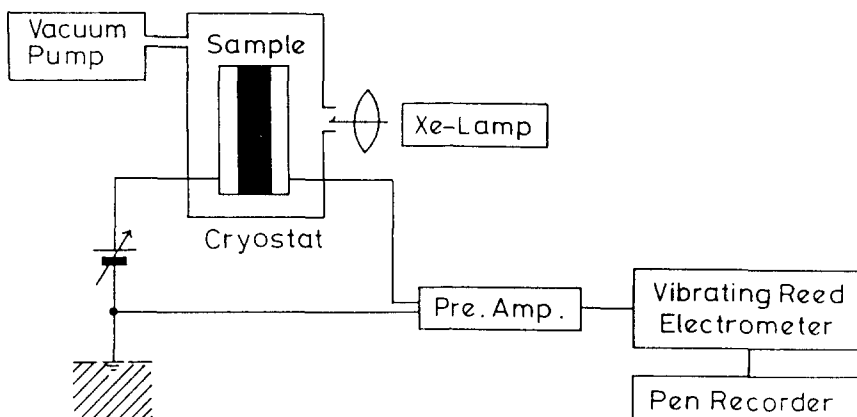 Vacuum
Pump
Sample
Xe-Lamp
Cryostat
Pre. Amp.
Vibrating Reed
Electrometer
Pen Recorder